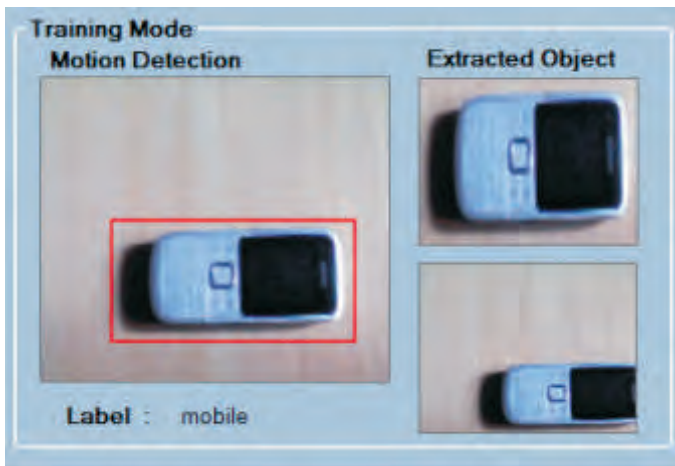 Training Mode
Motion Detection
Extracted Object
Label : mobile